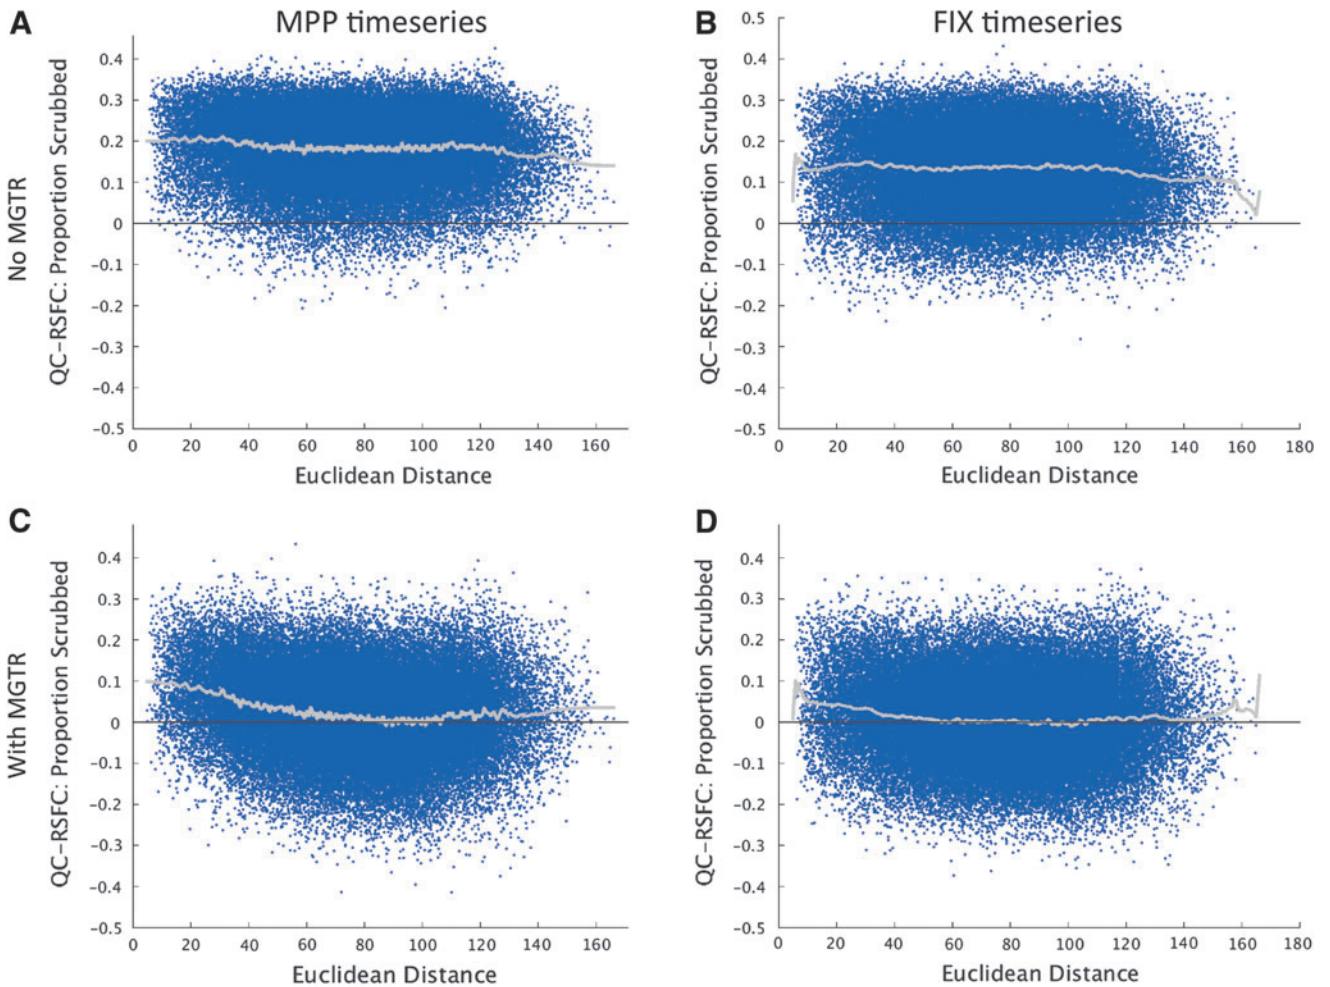 A
MPP timeseries
B
FIX timeseries
No MGTR
QC-RSFC: Proportion Scrubbed
0.4
0.3
0.2
0.1
0
-0.1
-0.2
-0.3
-0.4
-0.5
0 20 40 60 80 100 120 140 160
Euclidean Distance
QC-RSFC: Proportion Scrubbed
0.5
0.4
0.3
0.2
0.1
0
-0.1
-0.2
-0.3
-0.4
-0.5
0 20 40 60 80 100 120 140 160 180
Euclidean Distance
C
With MGTR
QC-RSFC: Proportion Scrubbed
0.4
0.3
0.2
0.1
0
-0.1
-0.2
-0.3
-0.4
-0.5
0 20 40 60 80 100 120 140 160
Euclidean Distance
D
QC-RSFC: Proportion Scrubbed
0.4
0.3
0.2
0.1
0
-0.1
-0.2
-0.3
-0.4
-0.5
0 20 40 60 80 100 120 140 160 180
Euclidean Distance